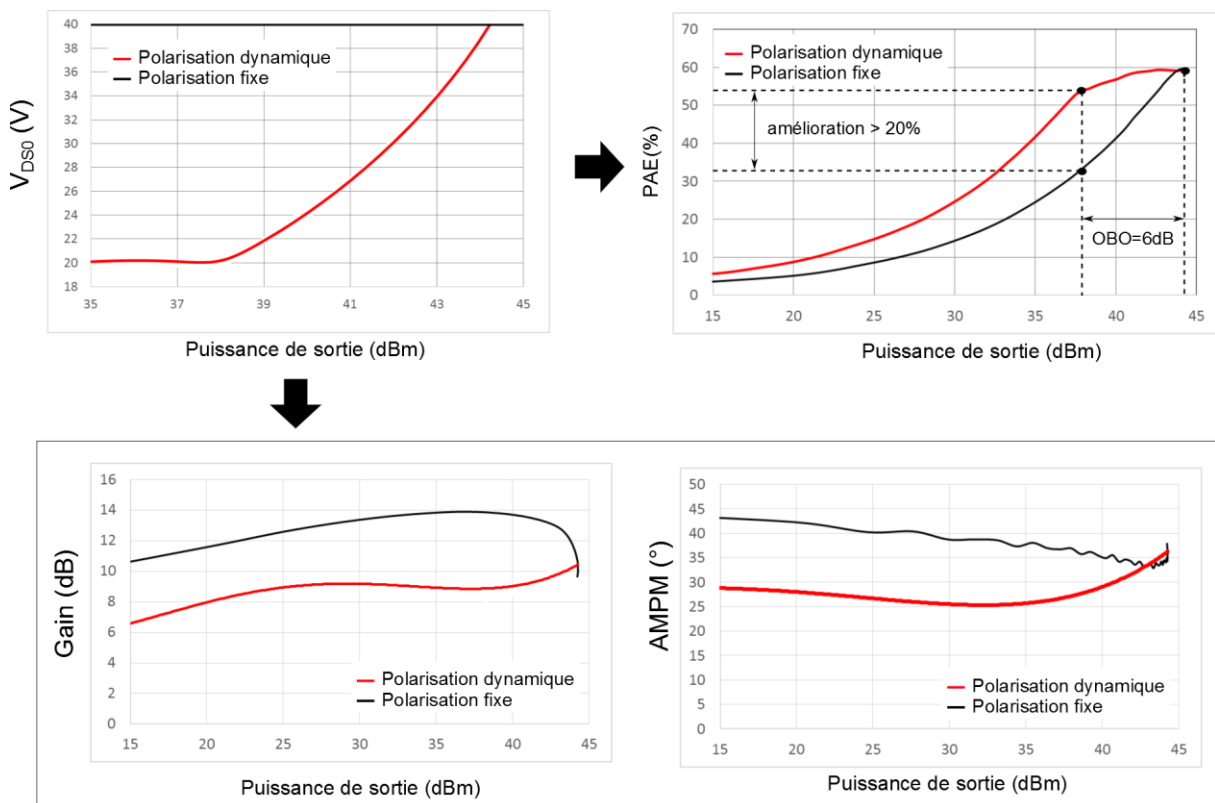 V_DS0 (V)
40
38
36
34
32
30
28
26
24
22
20
18
Polarisation dynamique
Polarisation fixe
35 37 39 41 43 45
Puissance de sortie (dBm)
PAE(%)
70
60
50
40
30
20
10
0
Polarisation dynamique
Polarisation fixe
amélioration > 20%
OBO=6dB
15 20 25 30 35 40 45
Puissance de sortie (dBm)
Gain (dB)
16
14
12
10
8
6
4
2
0
Polarisation dynamique
Polarisation fixe
15 20 25 30 35 40 45
Puissance de sortie (dBm)
AMPM (°)
50
45
40
35
30
25
20
15
10
5
0
Polarisation dynamique
Polarisation fixe
15 20 25 30 35 40 45
Puissance de sortie (dBm)